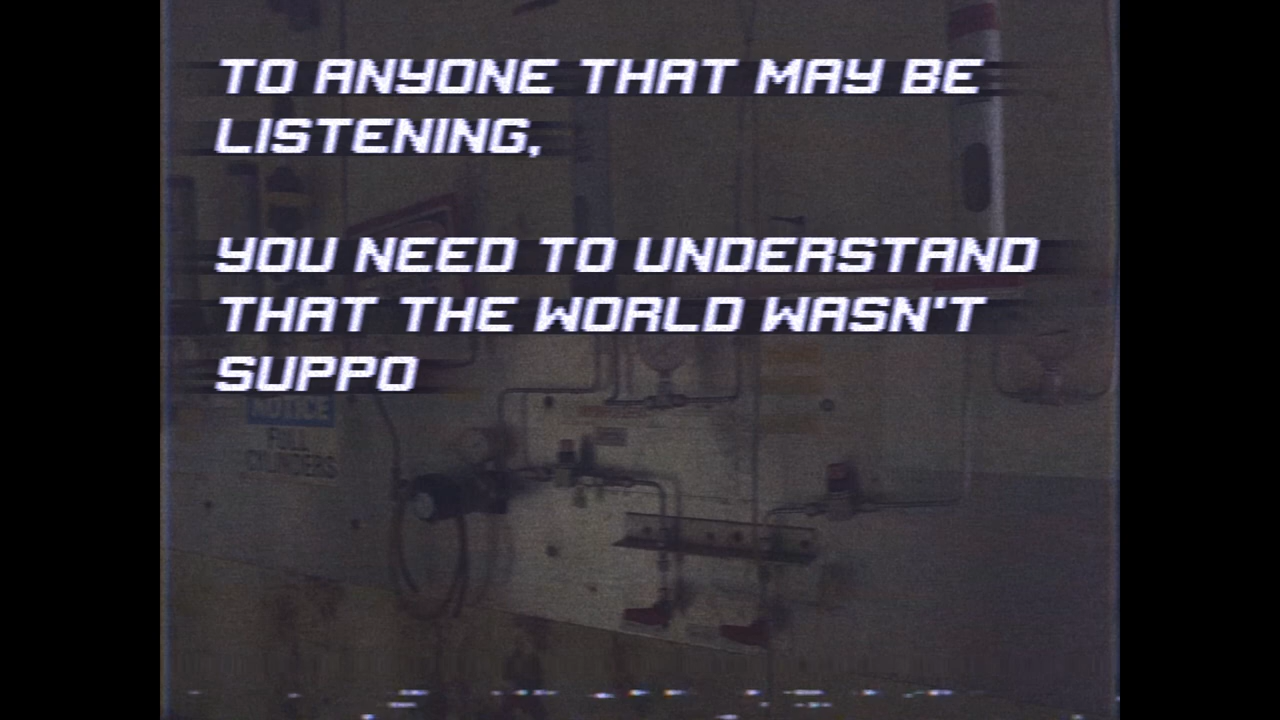 TO ANYONE THAT MAY BE
LISTENING,
YOU NEED TO UNDERSTAND
THAT THE WORLD WASN'T
SUPPO
NOTICE
FULL
CYLINDERS